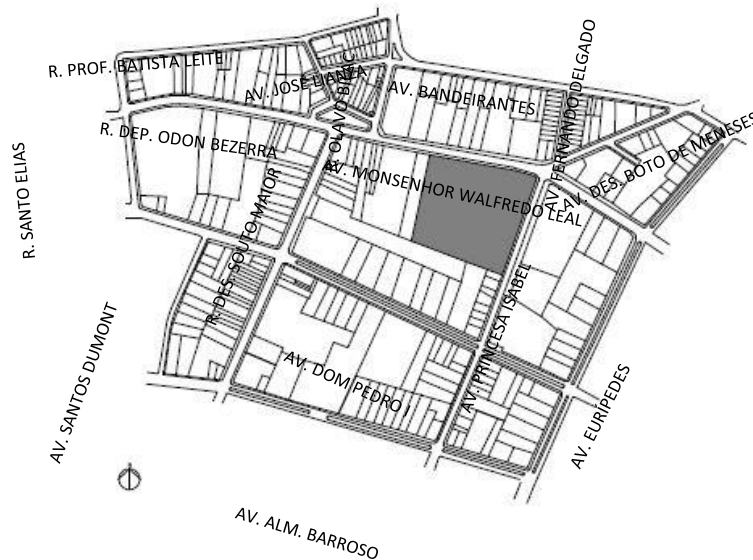 R. PROF. BATISTA LEITE
AV. JOSÉ LIANZA
R. OLAVO BILAC
AV. BANDEIRANTES
AV. FERNANDO DELGADO
R. DEP. ODON BEZERRA
AV. MONSENHOR WALFREDO LEAL
AV. DES. BOTO DE MENESES
R. SANTO ELIAS
R. DES. SOUTO MAIOR
AV. PRINCESA ISABEL
AV. SANTOS DUMONT
AV. DOM PEDRO I
AV. EURÍPEDES
AV. ALM. BARROSO